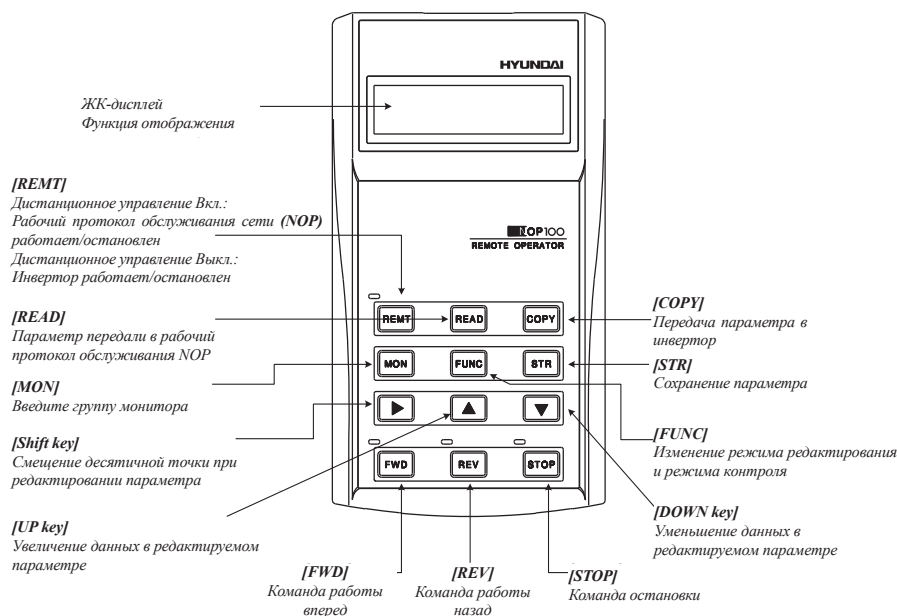 HYUNDAI
ЖК-дисплей
Функция отображения
[REMT]
Дистанционное управление Вкл.:
Рабочий протокол обслуживания сети (NOP)
работает/остановлен
Дистанционное управление Выкл.:
Инвертор работает/остановлен
OP100
REMOTE OPERATOR
[READ]
Параметр передали в рабочий
протокол обслуживания NOP
[MON]
Введите группу монитора
[Shift key]
Смещение десятичной точки при
редактировании параметра
[UP key]
Увеличение данных в редактируемом
параметре
REMT READ COPY
MON FUNC STR
FWD REV STOP
[COPY]
Передача параметра в
инвертор
[STR]
Сохранение параметра
[FUNC]
Изменение режима редактирования
и режима контроля
[DOWN key]
Уменьшение данных в
редактируемом параметре
[FWD]
Команда работы
вперед
[REV]
Команда работы
назад
[STOP]
Команда остановки